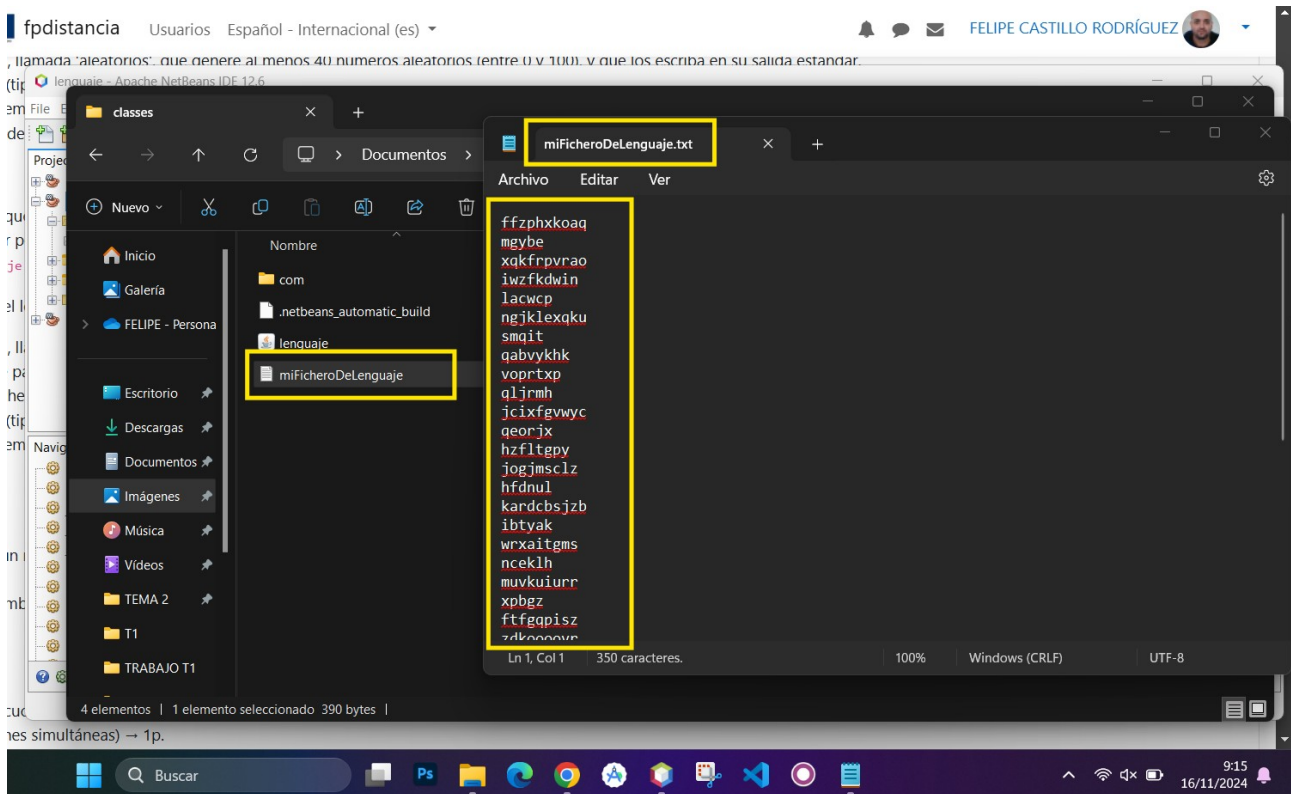 fpdistancia Usuarios Español - Internacional (es) FELIPE CASTILLO RODRÍGUEZ
, llamada 'aleatorios', que genere al menos 40 números aleatorios (entre 0 y 100), y que los escriba en su salida estándar.
lenguaje - Apache NetBeans IDE 12.6
File
classes
Documentos
Projec
Nuevo
Nombre
Inicio
Galería
FELIPE - Persona
Escritorio
Descargas
Documentos
Imágenes
Música
Vídeos
TEMA 2
T1
TRABAJO T1
com
.netbeans_automatic_build
lenguaje
miFicheroDeLenguaje
Navig
4 elementos | 1 elemento seleccionado 390 bytes |
miFicheroDeLenguaje.txt
Archivo Editar Ver
ffzphxkoaq
mgybe
xqkfrpvrao
iwzfkdwin
lacwcp
ngjklexqku
smqit
qabvykhk
voprtxp
qljrmh
jcixfgvwyc
qeorjx
hzfltgpy
jogjmsclz
hfdnul
kardcbsjzb
ibtyak
wrxaitgms
nceklh
muvkuiurr
xpbgz
ftfgqpisz
Ln 1, Col 1 350 caracteres. 100% Windows (CRLF) UTF-8
nes simultáneas) → 1p.
Ps
Buscar
9:15
16/11/2024